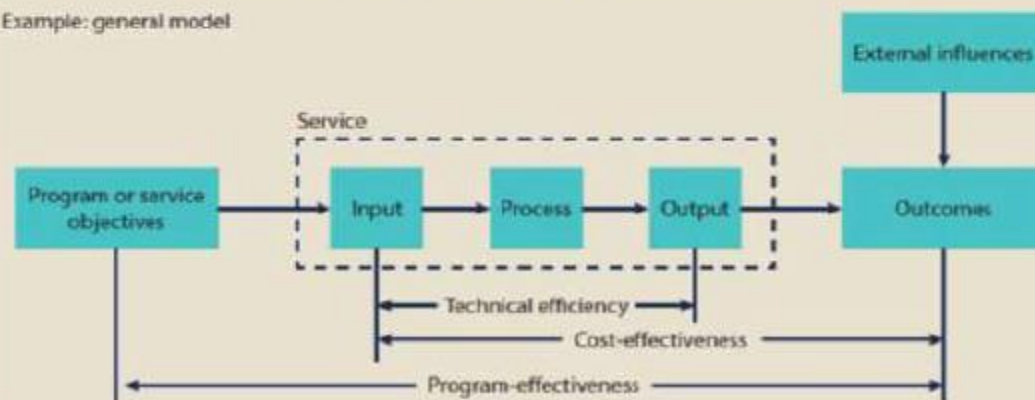 Example: general model
External influences
Service
Program or service
objectives
Input
Process
Output
Outcomes
Technical efficiency
Cost-effectiveness
Program-effectiveness